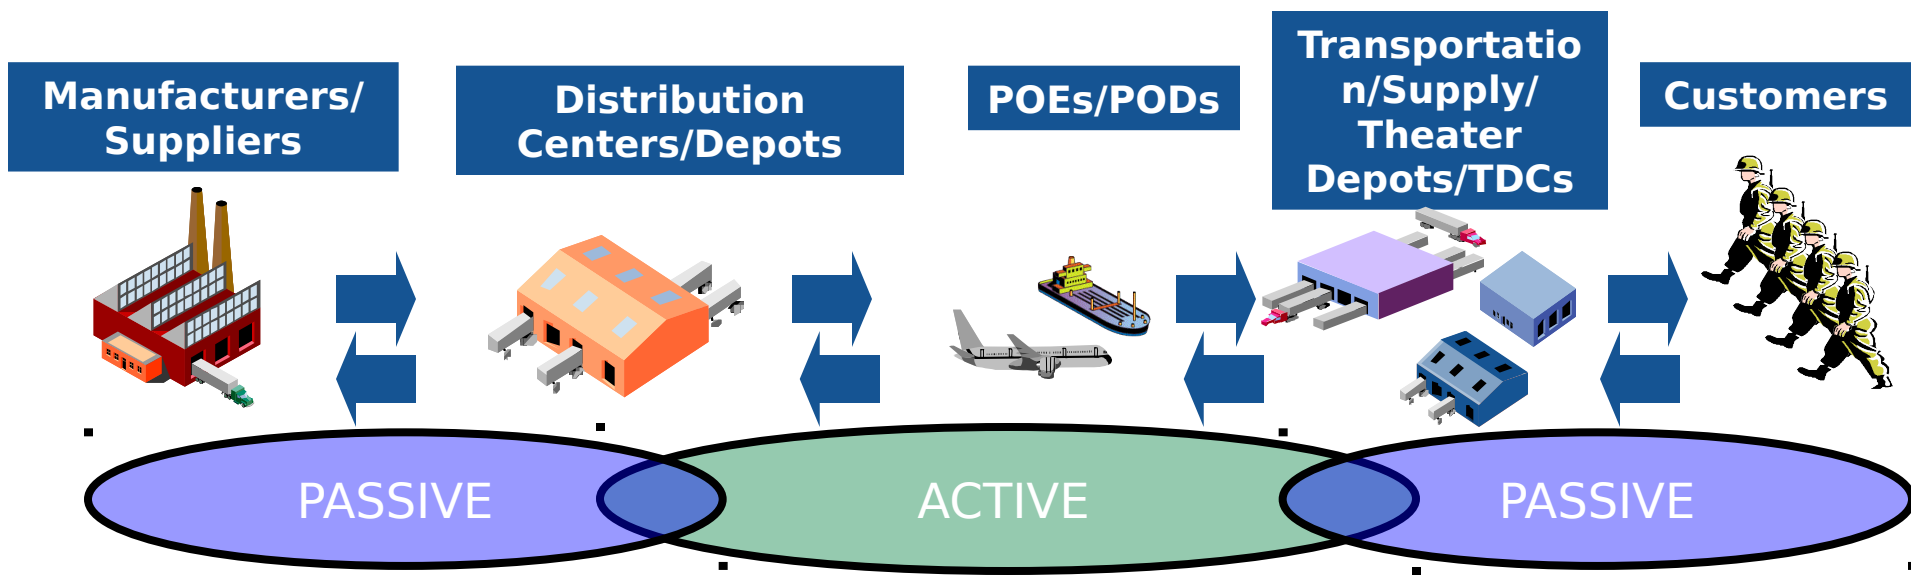 Manufacturers/
Suppliers
Distribution
Centers/Depots
POEs/PODs
Transportatio
n/Supply/
Theater
Depots/TDCs
Customers
PASSIVE
ACTIVE
PASSIVE